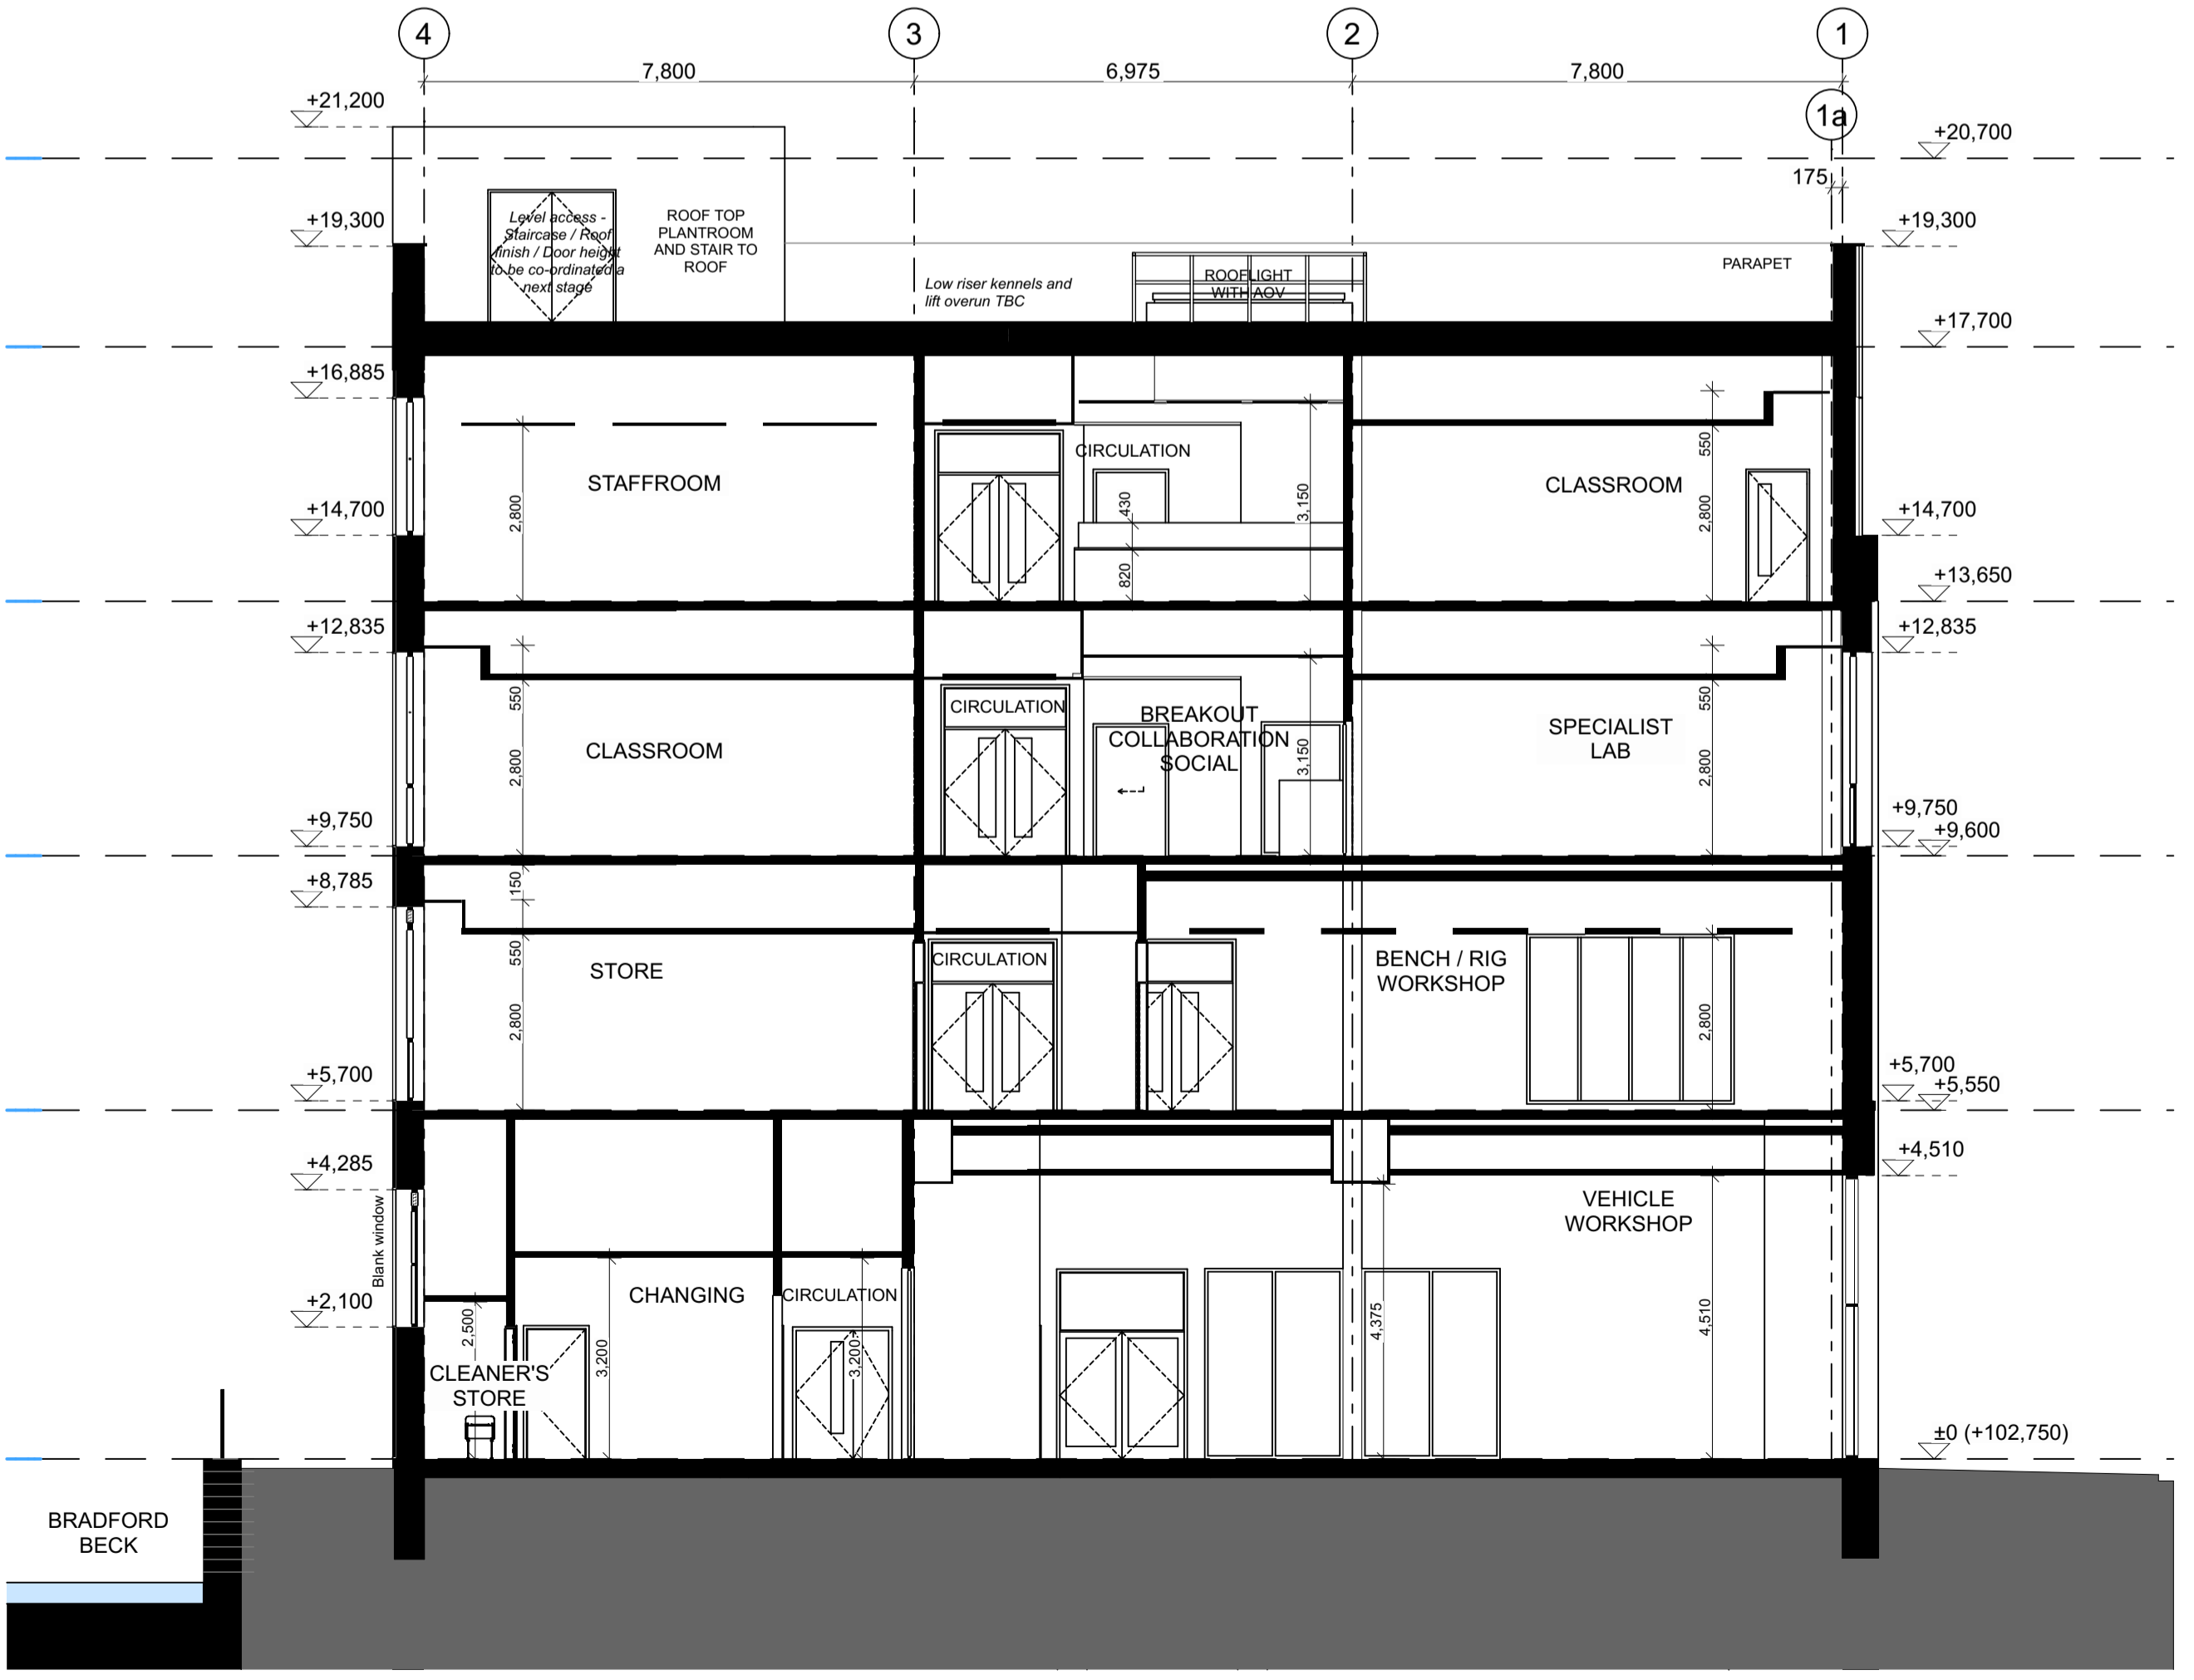 4
3
2
1
7,800
6,975
7,800
+21,200
1a
+20,700
175
+19,300
Level access -
Staircase / Roof
finish / Door height
to be co-ordinated a
next stage
ROOF TOP
PLANTROOM
AND STAIR TO
ROOF
+19,300
Low riser kennels and
lift overun TBC
ROOFLIGHT
WITH AOV
PARAPET
+17,700
+16,885
STAFFROOM
2,800
CIRCULATION
430
820
3,150
CLASSROOM
550
2,800
+14,700
+14,700
+13,650
+12,835
+12,835
550
2,800
CLASSROOM
CIRCULATION
BREAKOUT
COLLABORATION
SOCIAL
3,150
SPECIALIST
LAB
550
2,800
+9,750
+9,750
+9,600
+8,785
150
550
2,800
STORE
CIRCULATION
BENCH / RIG
WORKSHOP
2,800
+5,700
+5,700
+5,550
+4,285
+4,510
Blank window
+2,100
2,500
CLEANER'S
STORE
3,200
CHANGING
CIRCULATION
3,200
4,375
VEHICLE
WORKSHOP
4,510
±0 (+102,750)
BRADFORD
BECK